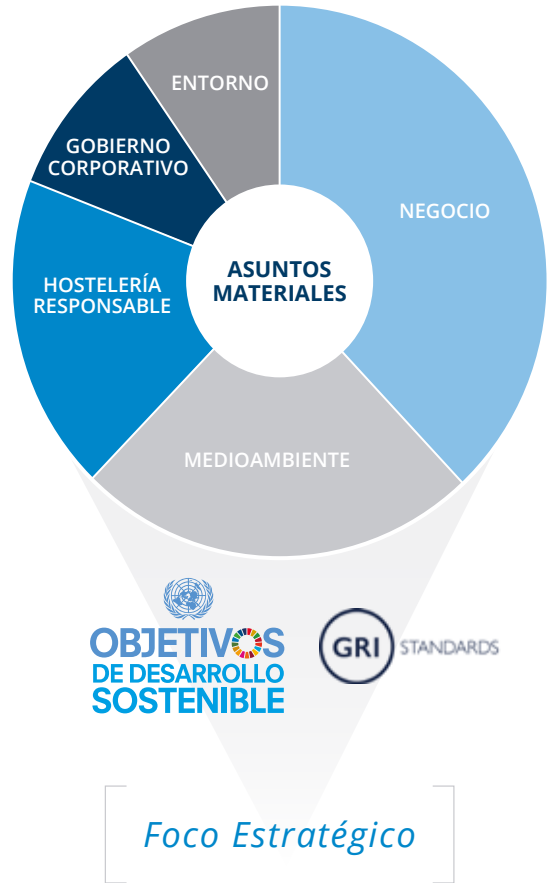 ENTORNO
GOBIERNO
CORPORATIVO
NEGOCIO
ASUNTOS
MATERIALES
HOSTELERÍA
RESPONSABLE
MEDIOAMBIENTE
OBJETIVOS
DE DESARROLLO
SOSTENIBLE
GRI STANDARDS
Foco Estratégico